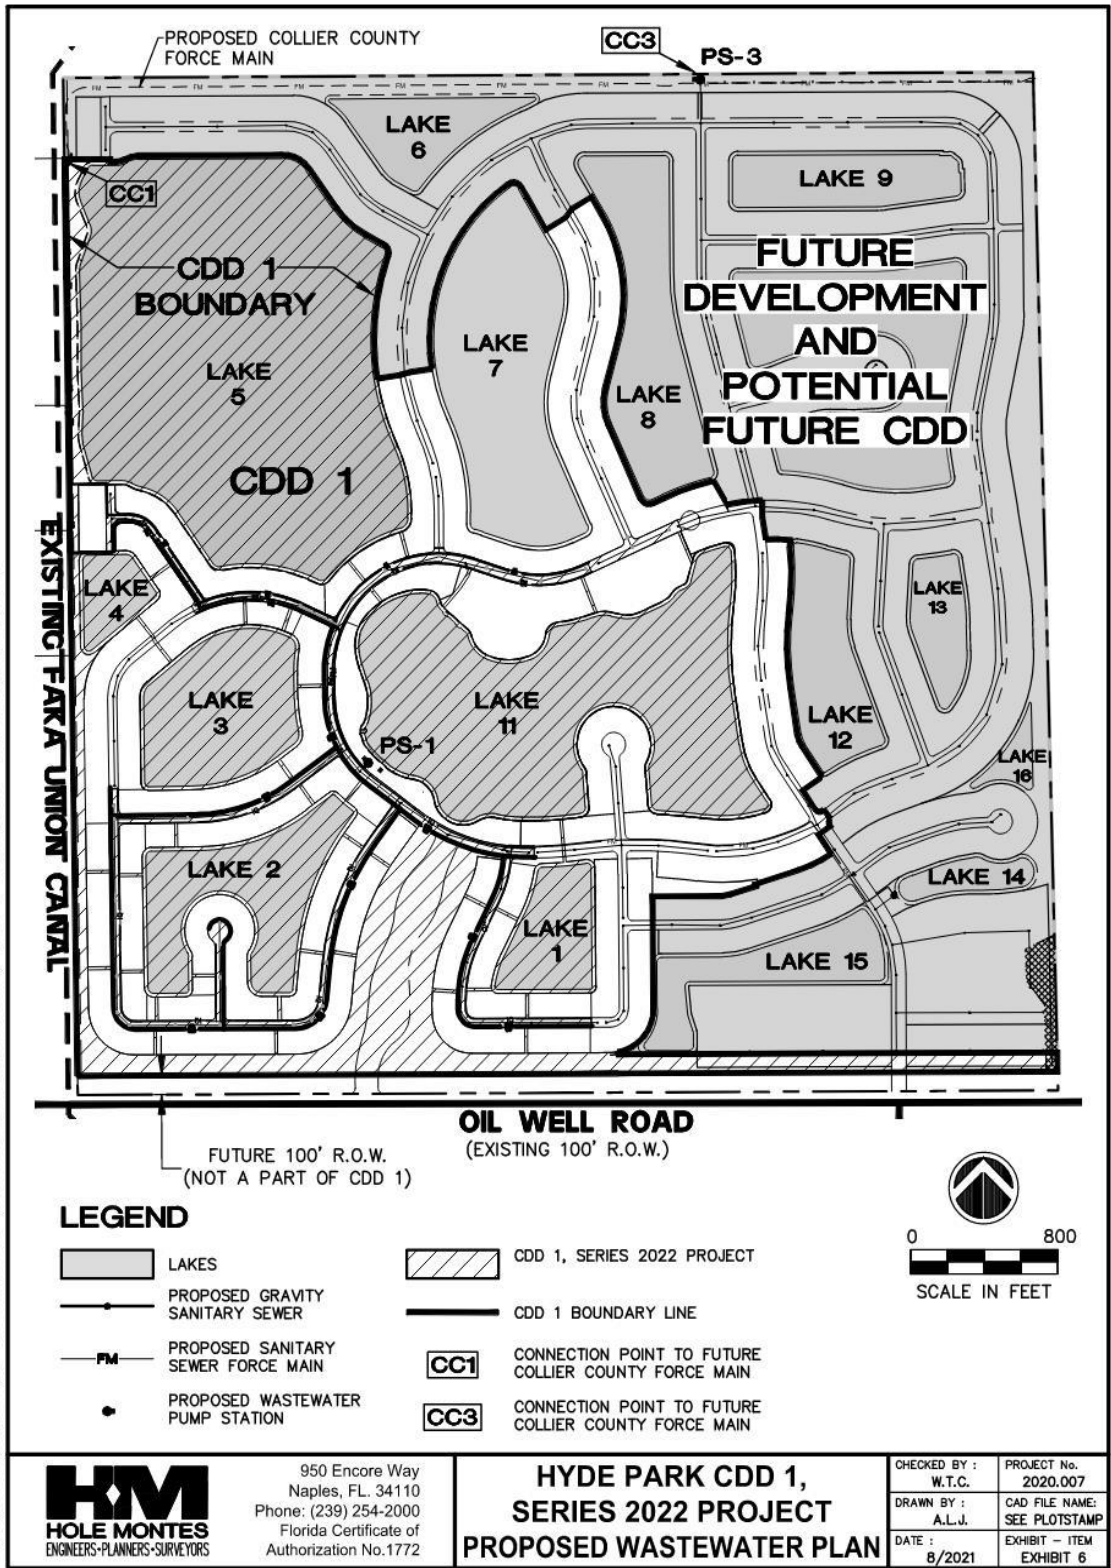 PROPOSED COLLIER COUNTY
FORCE MAIN
CC3
PS-3
LAKE
6
LAKE 9
CC1
CDD 1
BOUNDARY
FUTURE
DEVELOPMENT
AND
POTENTIAL
FUTURE CDD
LAKE
7
LAKE
5
LAKE
8
CDD 1
EXISTING FAKA UNION CANAL
LAKE
4
LAKE
13
LAKE
3
LAKE
11
LAKE
12
PS-1
LAKE
16
LAKE 2
LAKE 14
LAKE
1
LAKE 15
OIL WELL ROAD
(EXISTING 100' R.O.W.)
FUTURE 100' R.O.W.
(NOT A PART OF CDD 1)
LEGEND
LAKES
PROPOSED GRAVITY
SANITARY SEWER
FM
PROPOSED SANITARY
SEWER FORCE MAIN
PROPOSED WASTEWATER
PUMP STATION
CDD 1, SERIES 2022 PROJECT
CDD 1 BOUNDARY LINE
CC1
CONNECTION POINT TO FUTURE
COLLIER COUNTY FORCE MAIN
CC3
CONNECTION POINT TO FUTURE
COLLIER COUNTY FORCE MAIN
0 800
SCALE IN FEET
HM
HOLE MONTES
ENGINEERS•PLANNERS•SURVEYORS
950 Encore Way
Naples, FL. 34110
Phone: (239) 254-2000
Florida Certificate of
Authorization No.1772
HYDE PARK CDD 1,
SERIES 2022 PROJECT
PROPOSED WASTEWATER PLAN
CHECKED BY :
W.T.C.
PROJECT No.
2020.007
DRAWN BY :
A.L.J.
CAD FILE NAME:
SEE PLOTSTAMP
DATE :
8/2021
EXHIBIT - ITEM
EXHIBIT 6